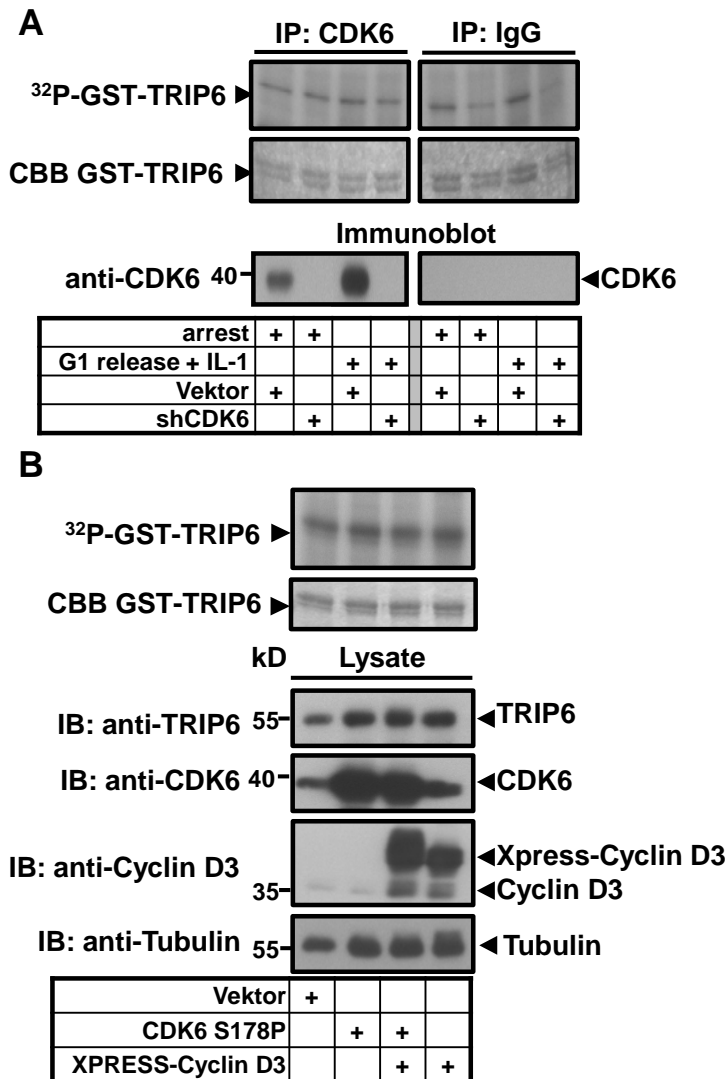 A
IP: CDK6 IP: IgG
32P-GST-TRIP6
CBB GST-TRIP6
Immunoblot
anti-CDK6 40 CDK6
arrest + + + +
G1 release + IL-1 + + + +
Vektor + + + +
shCDK6 + + + +
B
32P-GST-TRIP6
CBB GST-TRIP6
kD Lysate
IB: anti-TRIP6 55 TRIP6
IB: anti-CDK6 40 CDK6
Xpress-Cyclin D3
IB: anti-Cyclin D3
35 Cyclin D3
IB: anti-Tubulin 55 Tubulin
Vektor +
CDK6 S178P + +
XPRESS-Cyclin D3 + +